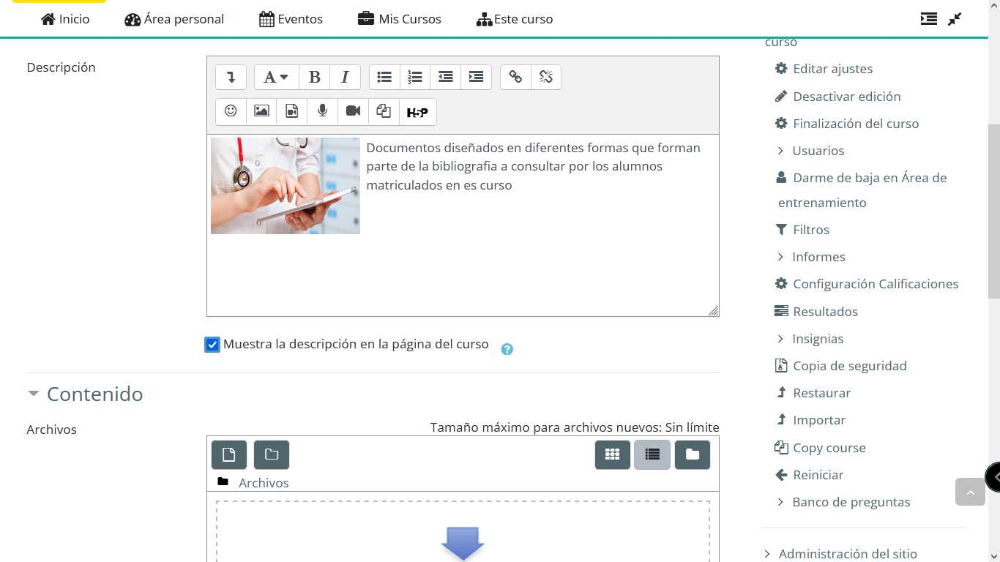 Inicio
Área personal
Eventos
Mis Cursos
Este curso
Descripción
A
B
I
H5P
Documentos diseñados en diferentes formas que forman
parte de la bibliografia a consultar por los alumnos
matriculados en es curso
Muestra la descripción en la página del curso
?
Contenido
Archivos
Tamaño máximo para archivos nuevos: Sin límite
Archivos
curso
Editar ajustes
Desactivar edición
Finalización del curso
Usuarios
Darme de baja en Área de
entrenamiento
Filtros
Informes
Configuración Calificaciones
Resultados
Insignias
Copia de seguridad
Restaurar
Importar
Copy course
Reiniciar
Banco de preguntas
Administración del sitio